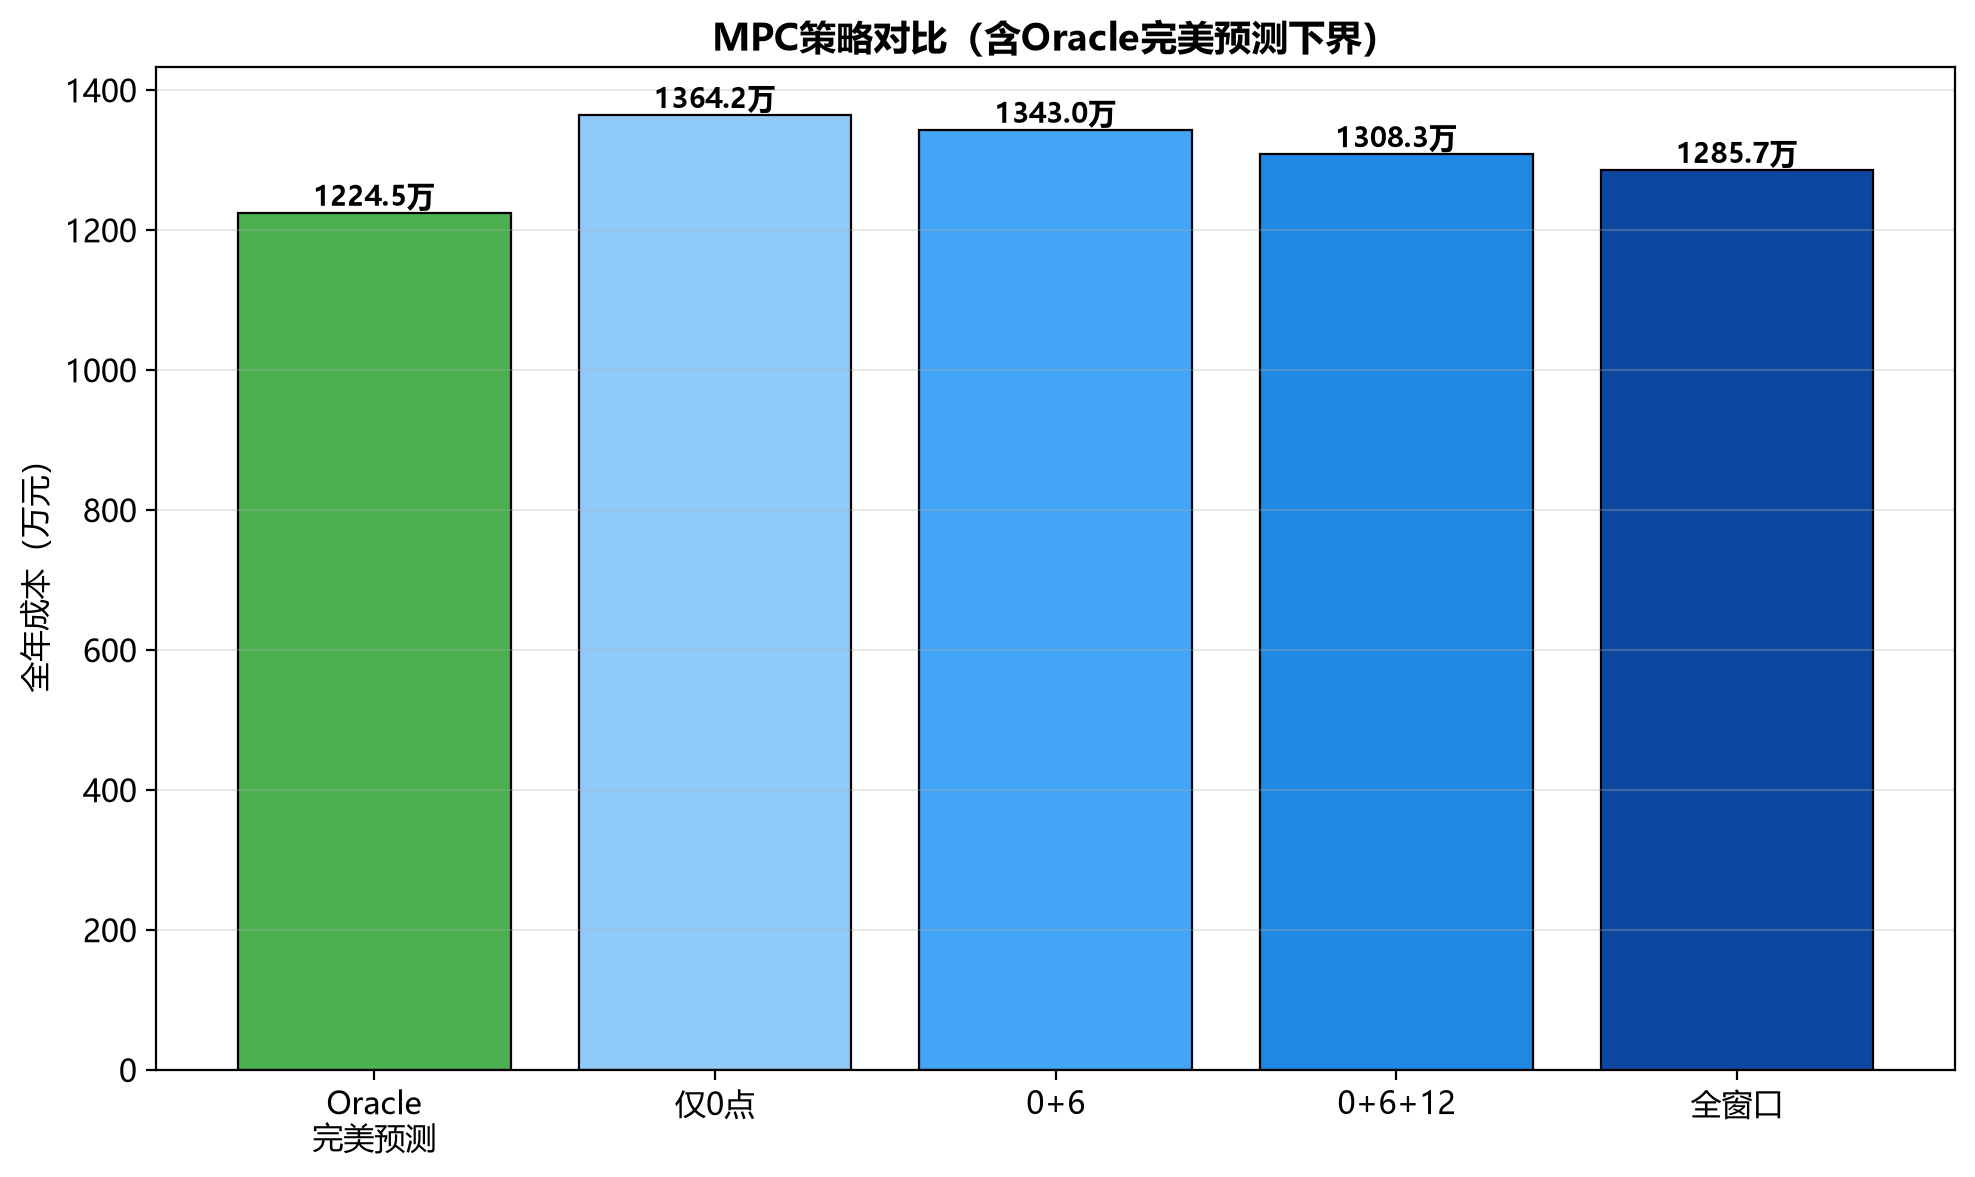 MPC策略对比（含Oracle完美预测下界）
全年成本（万元）
1400
1200
1000
800
600
400
200
0
1224.5万
1364.2万
1343.0万
1308.3万
1285.7万
Oracle
完美预测
仅0点
0+6
0+6+12
全窗口